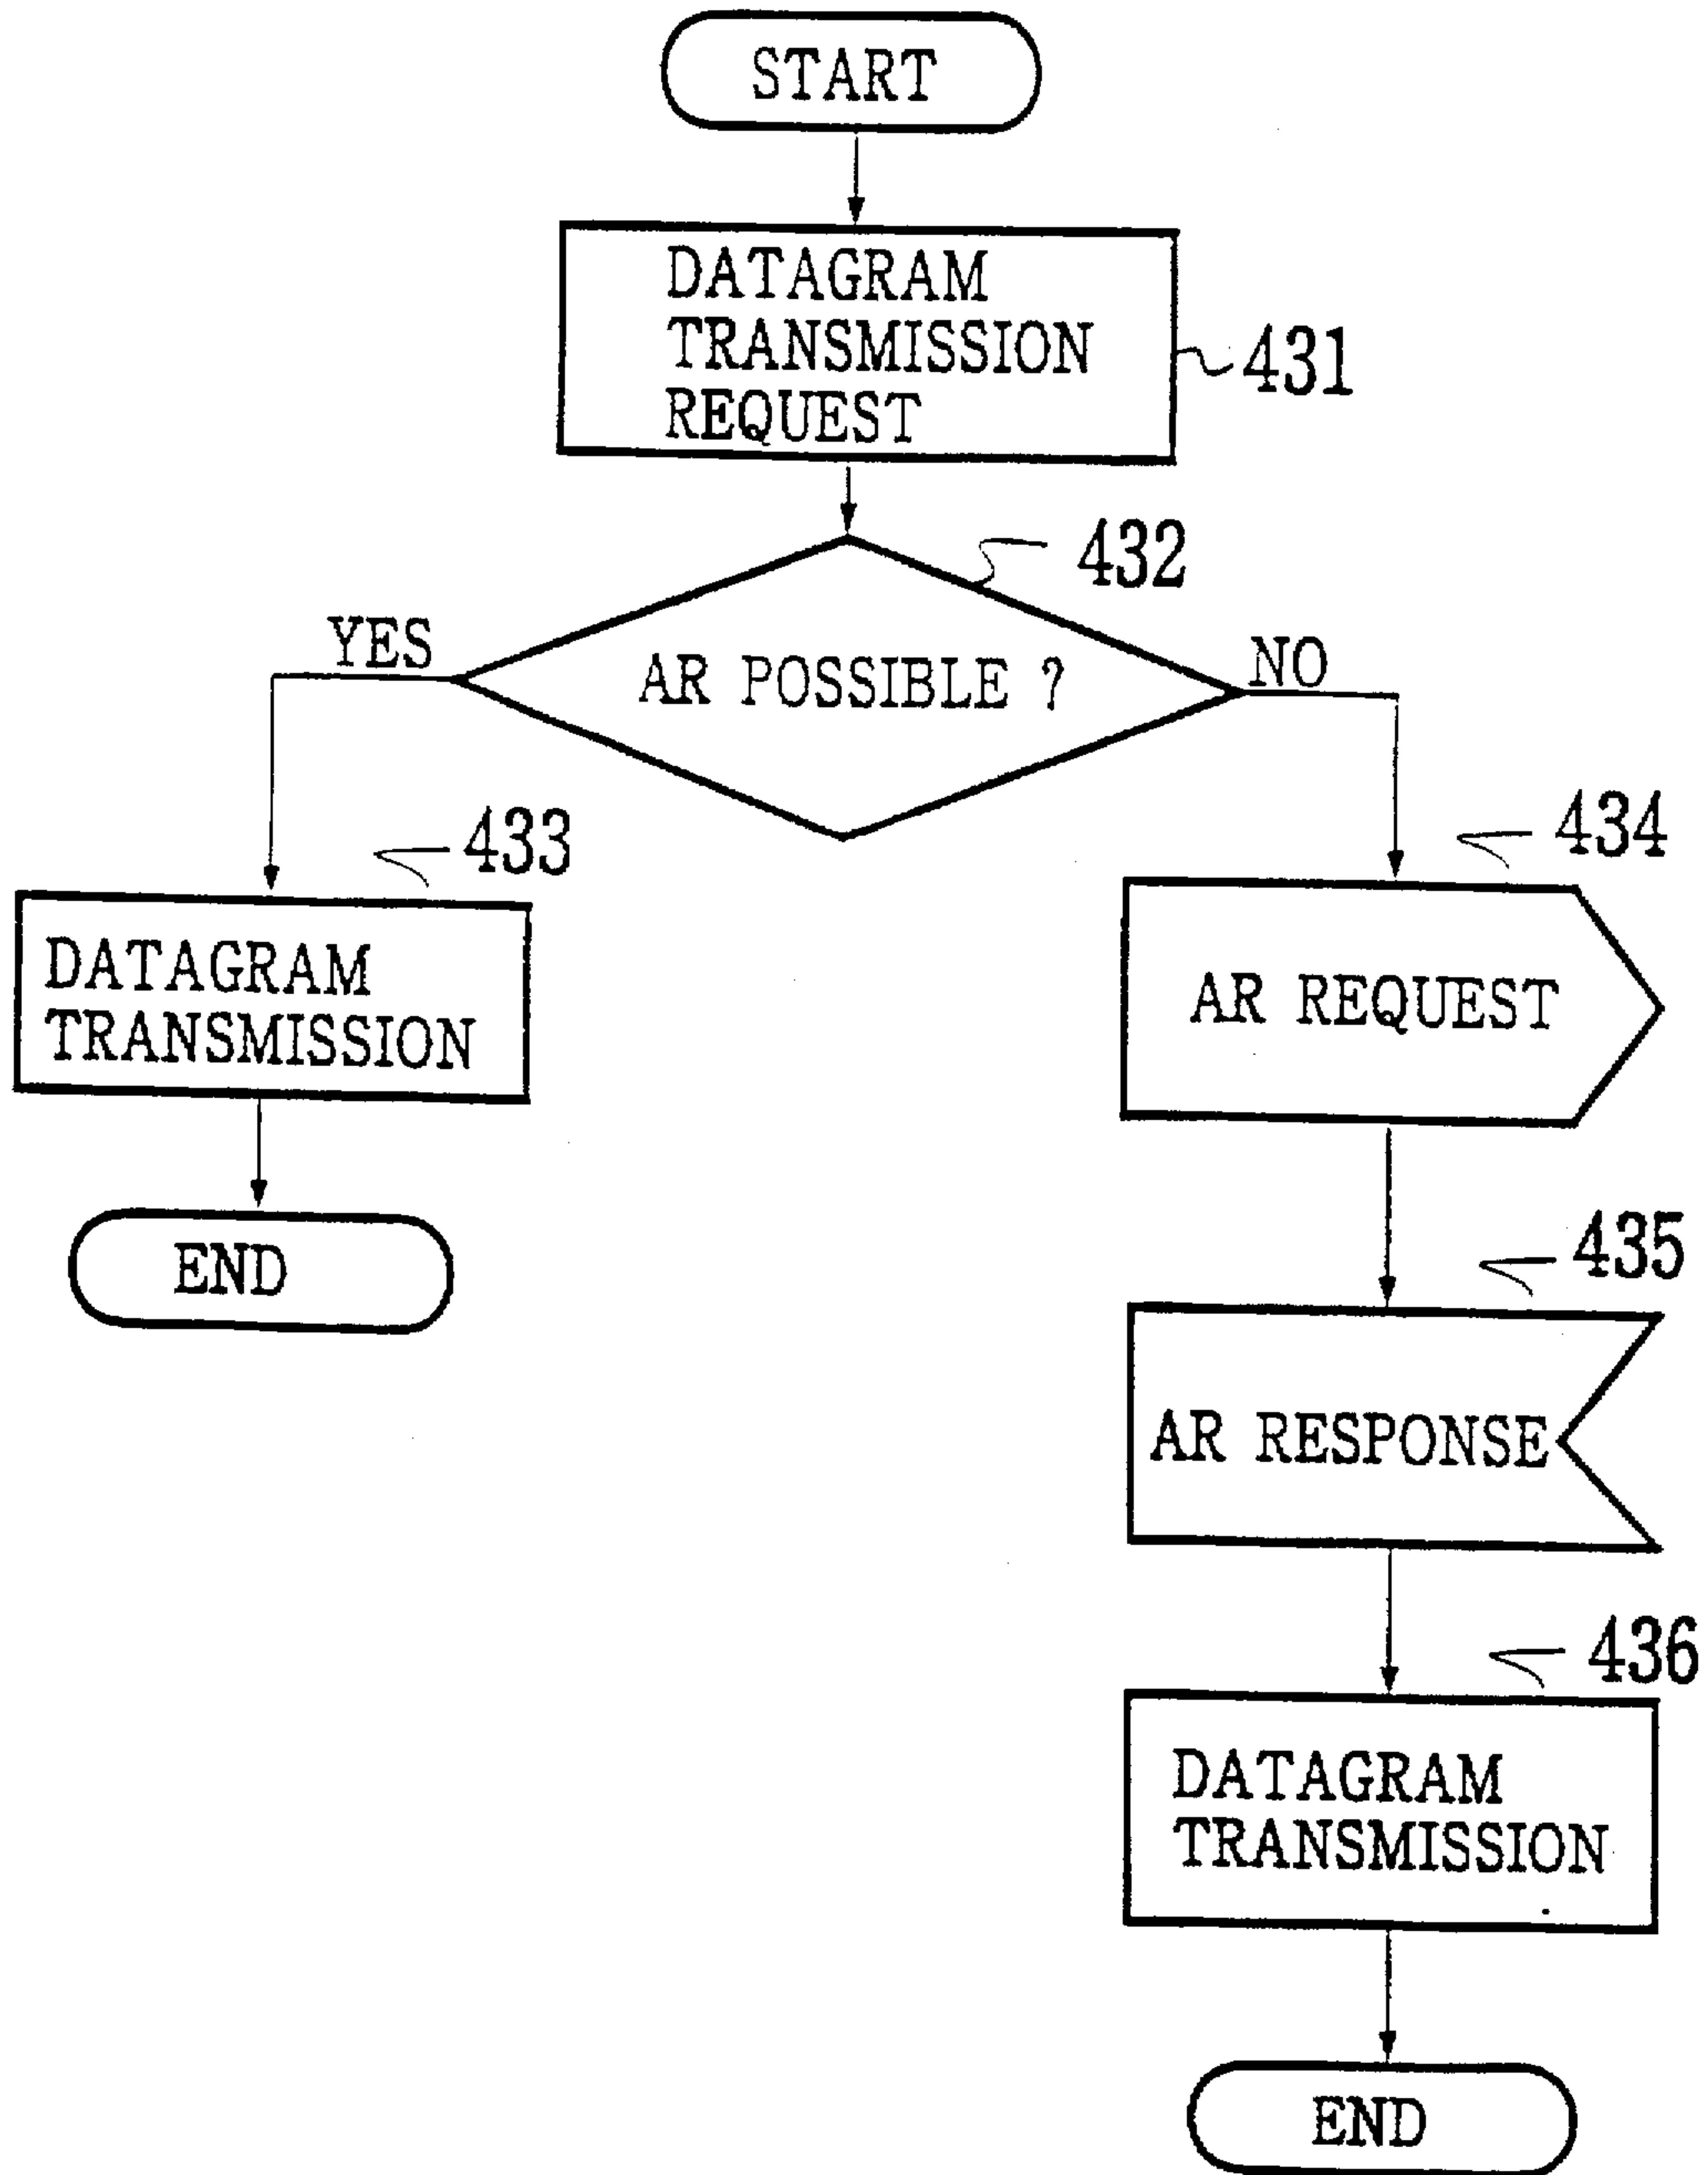 START
DATAGRAM
TRANSMISSION
REQUEST
431
432
YES
AR POSSIBLE ?
NO
433
434
DATAGRAM
TRANSMISSION
AR REQUEST
END
435
AR RESPONSE
436
DATAGRAM
TRANSMISSION
END